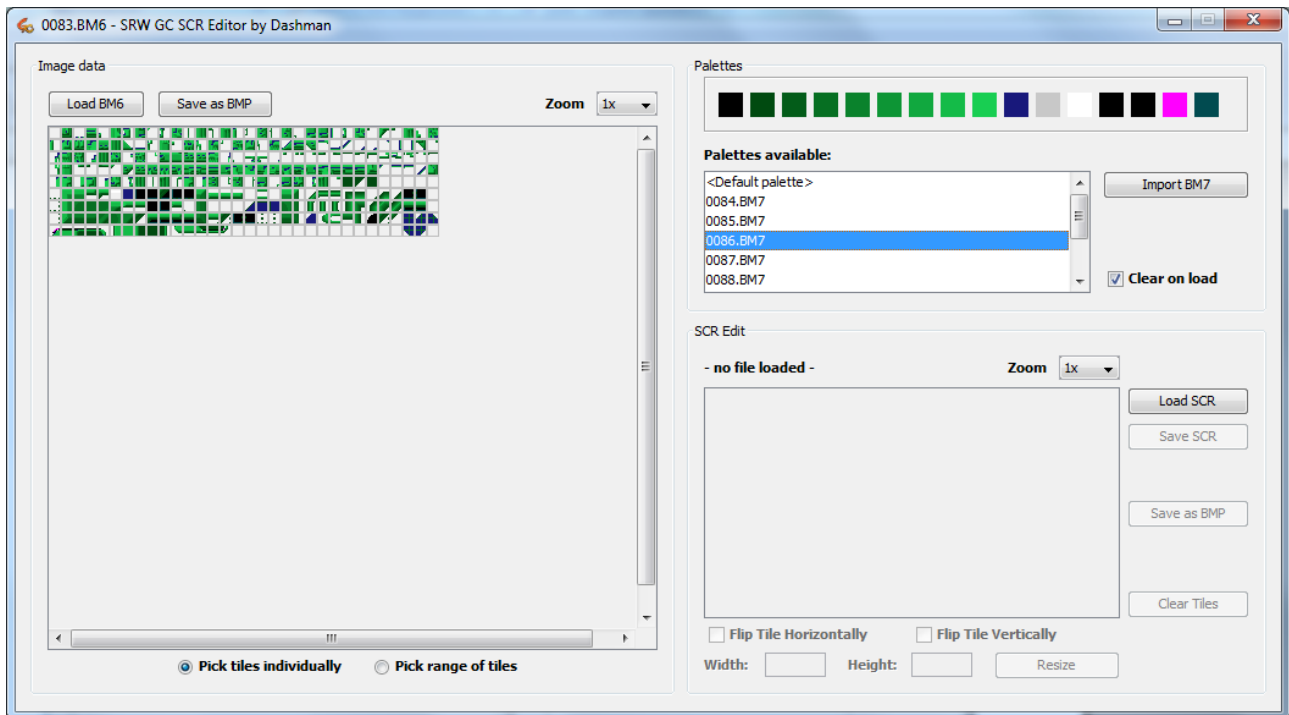 0083.BM6 - SRW GC SCR Editor by Dashman
Image data
Load BM6
Save as BMP
Zoom
1x
Pick tiles individually
Pick range of tiles
Palettes
Palettes available:
<Default palette>
0084.BM7
0085.BM7
0086.BM7
0087.BM7
0088.BM7
Import BM7
Clear on load
SCR Edit
- no file loaded -
Zoom
1x
Load SCR
Save SCR
Save as BMP
Clear Tiles
Flip Tile Horizontally
Flip Tile Vertically
Width:
Height:
Resize